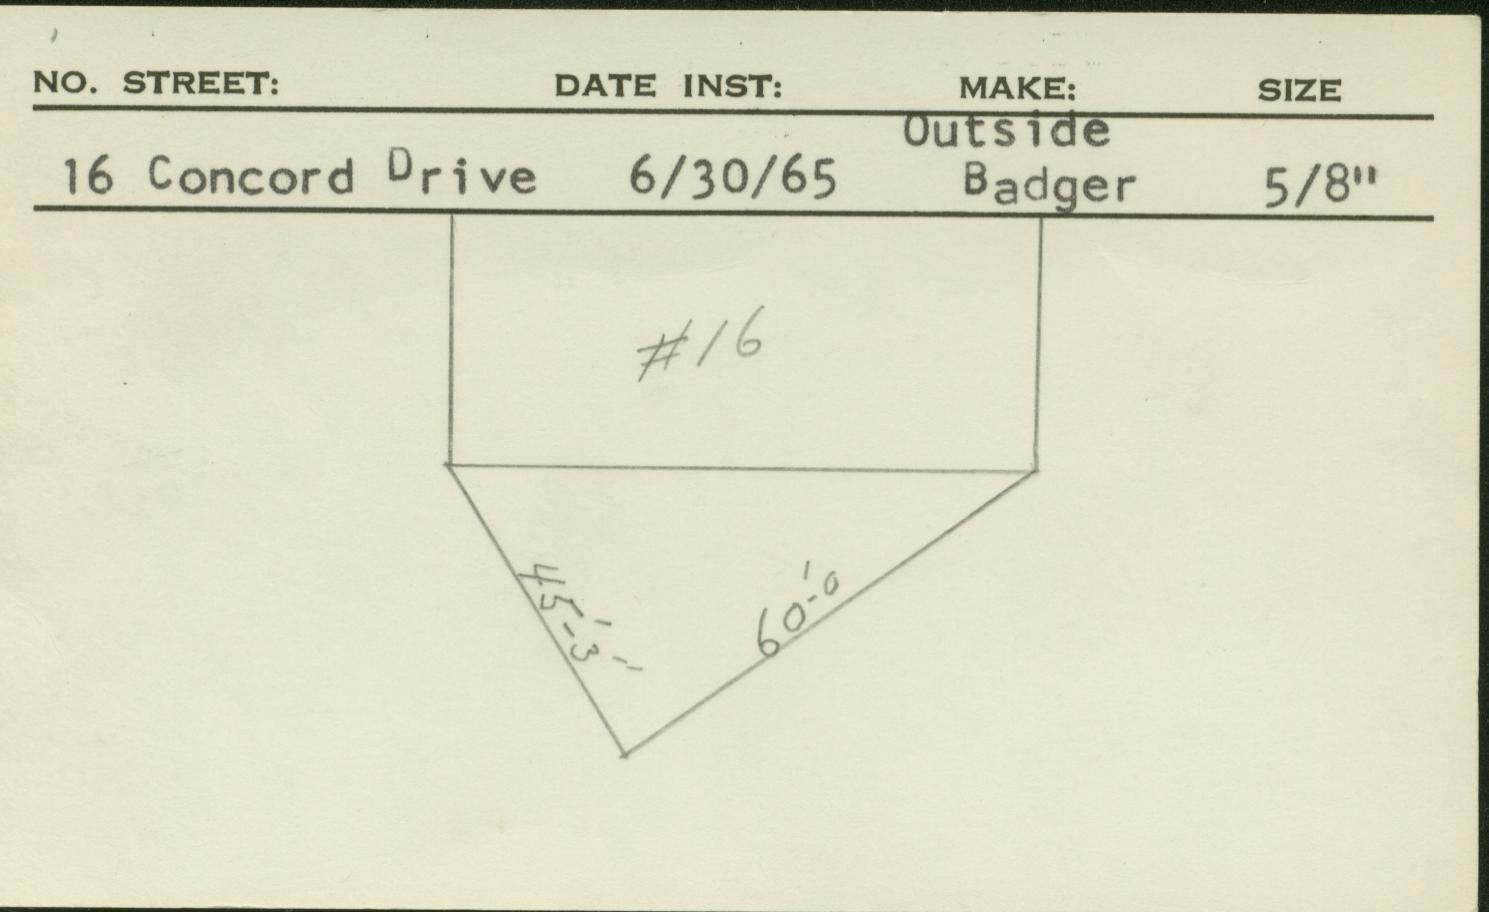 NO. STREET: DATE INST: MAKE: SIZE
Outside
16 Concord Drive 6/30/65 Badger 5/8"
#16
45'-3"
60'-0